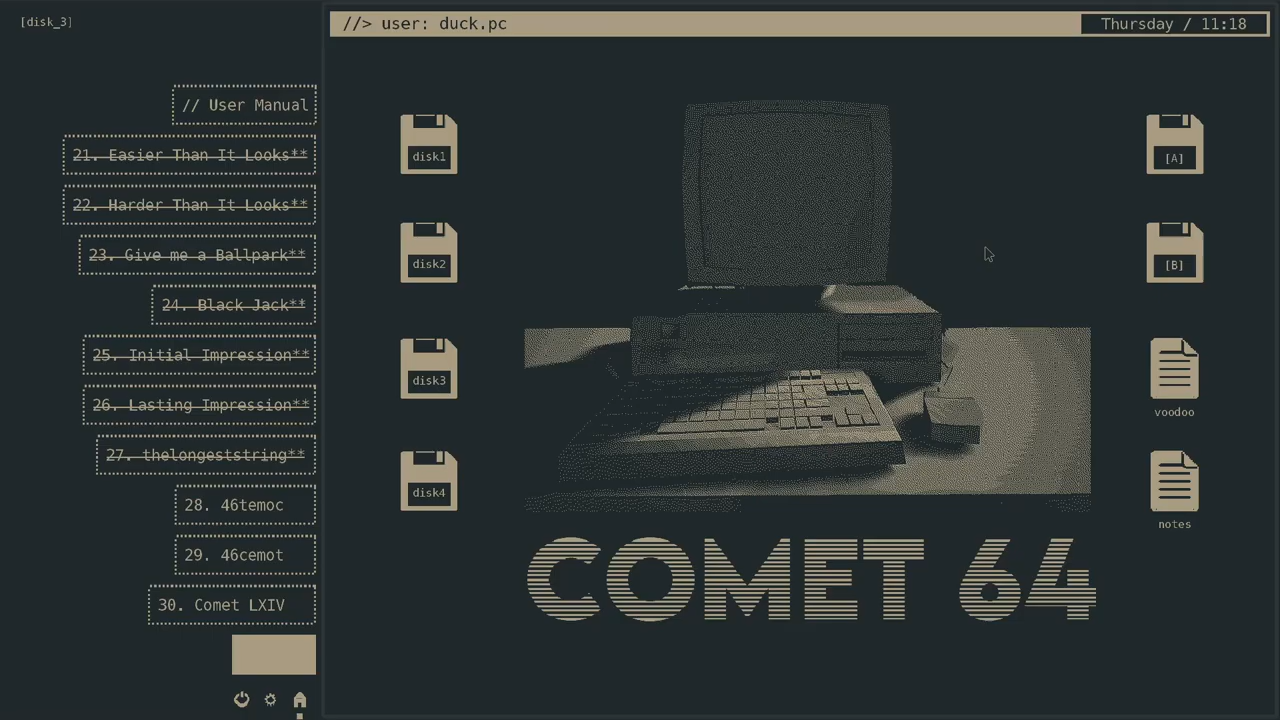 [disk_3]
//> user: duck.pc
Thursday / 11:18
// User Manual
21. Easier Than It Looks**
22. Harder Than It Looks**
23. Give me a Ballpark**
24. Black Jack**
25. Initial Impression**
26. Lasting Impression**
27. thelongeststring**
28. 46temoc
29. 46cemot
30. Comet LXIV
disk1
disk2
disk3
disk4
[A]
[B]
voodoo
notes
COMET 64